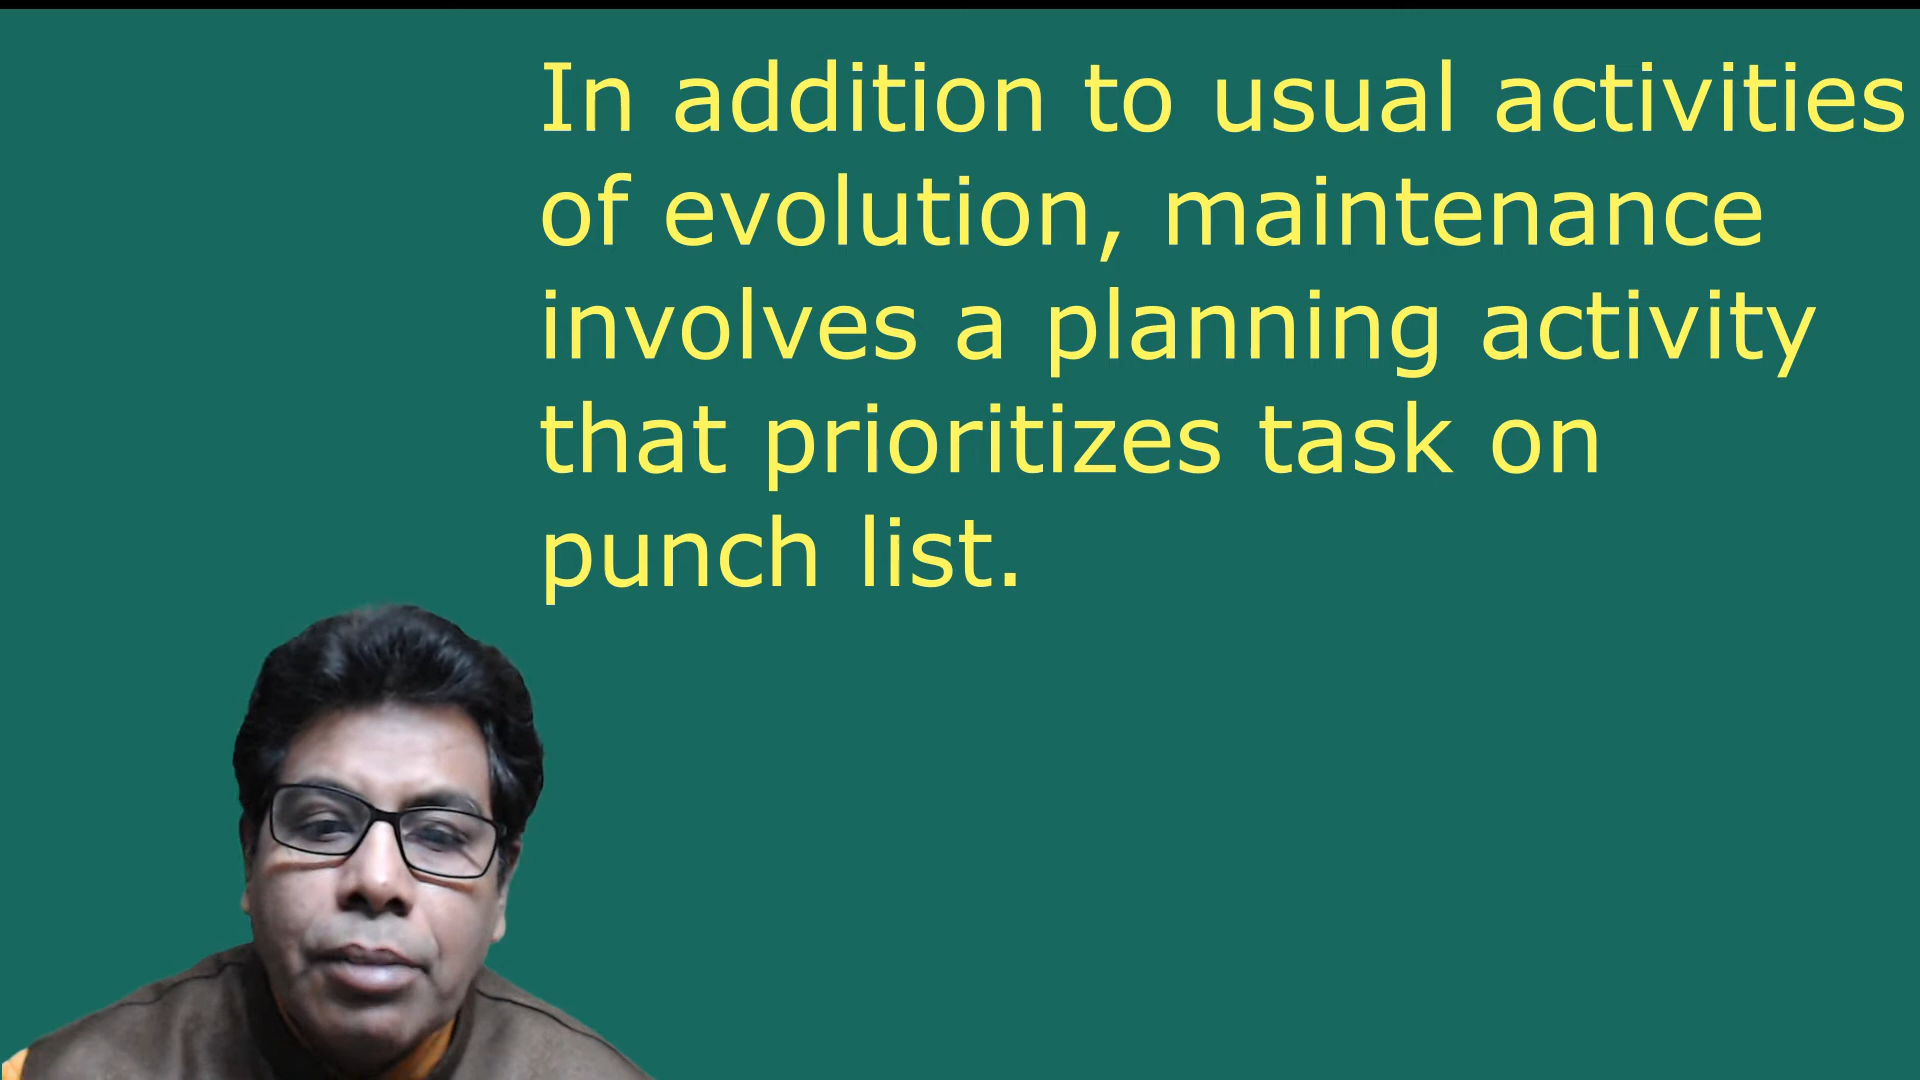 In addition to usual activities
of evolution, maintenance
involves a planning activity
that prioritizes task on
punch list.